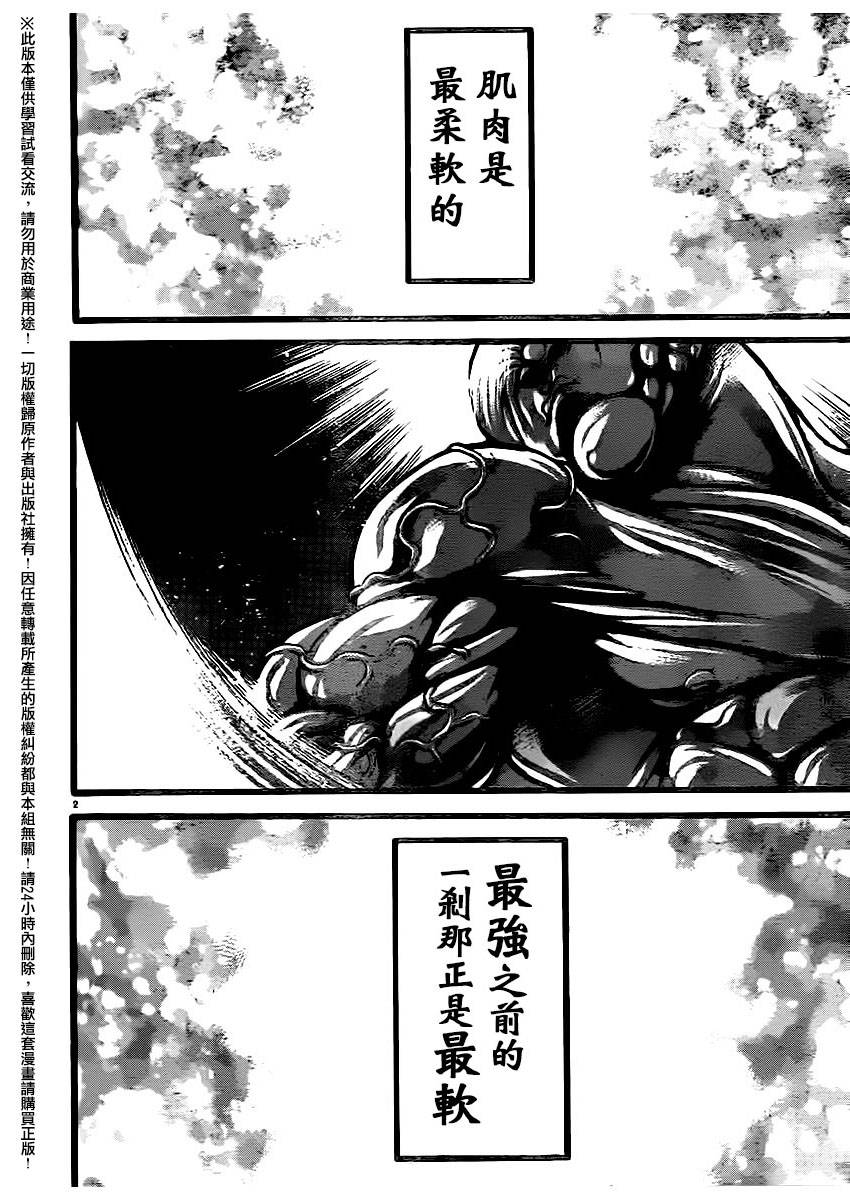 肌肉是
最柔軟的
2
最強之前的
一剎那正是最軟
※此版本僅供學習試看交流，請勿用於商業用途！一切版權歸原作者與出版社擁有！因任意轉載所產生的版權糾紛都與本組無關！請24小時內刪除，喜歡這套漫畫請購買正版！